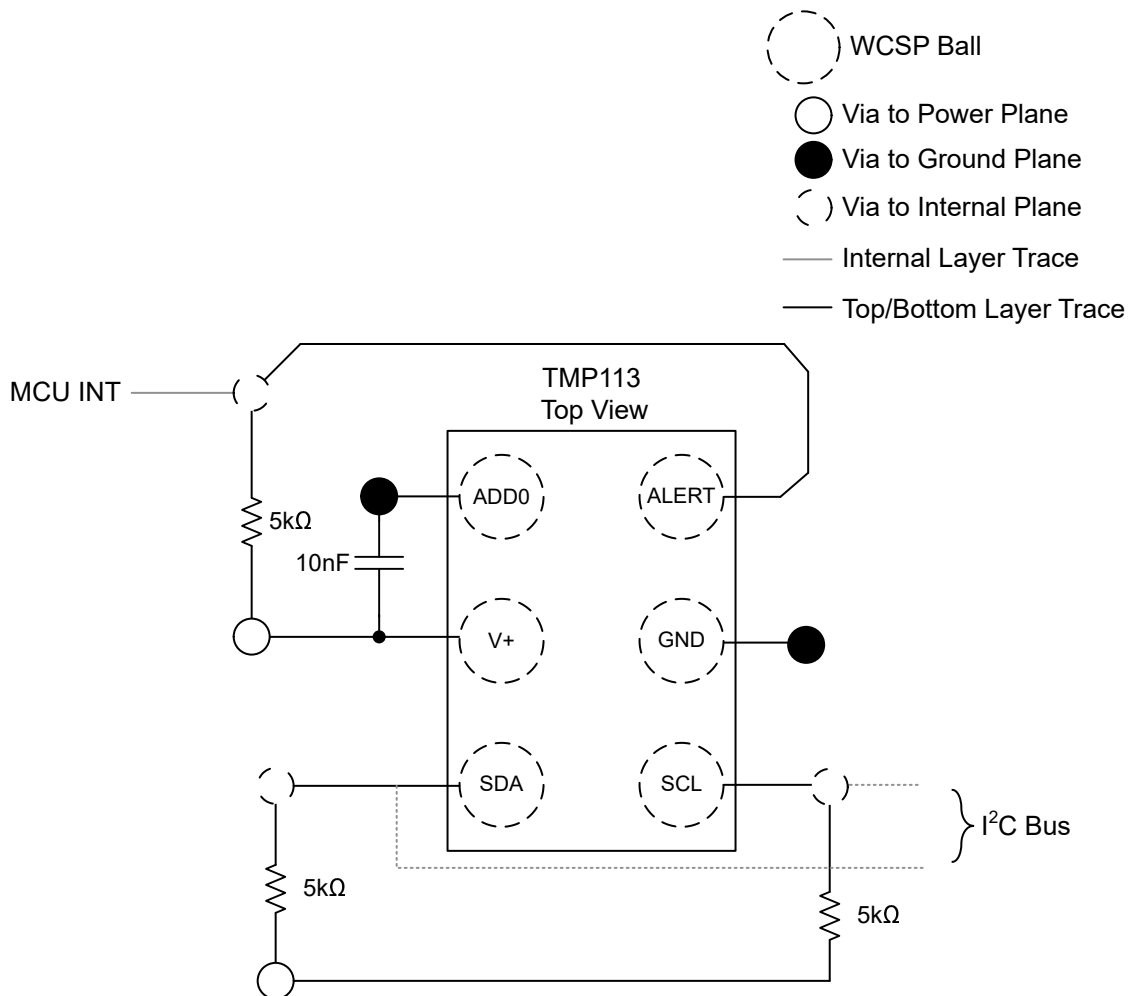 WCSP Ball
Via to Power Plane
Via to Ground Plane
Via to Internal Plane
Internal Layer Trace
Top/Bottom Layer Trace
MCU INT
TMP113
Top View
ADD0
ALERT
5kΩ
10nF
V+
GND
SDA
SCL
I²C Bus
5kΩ
5kΩ